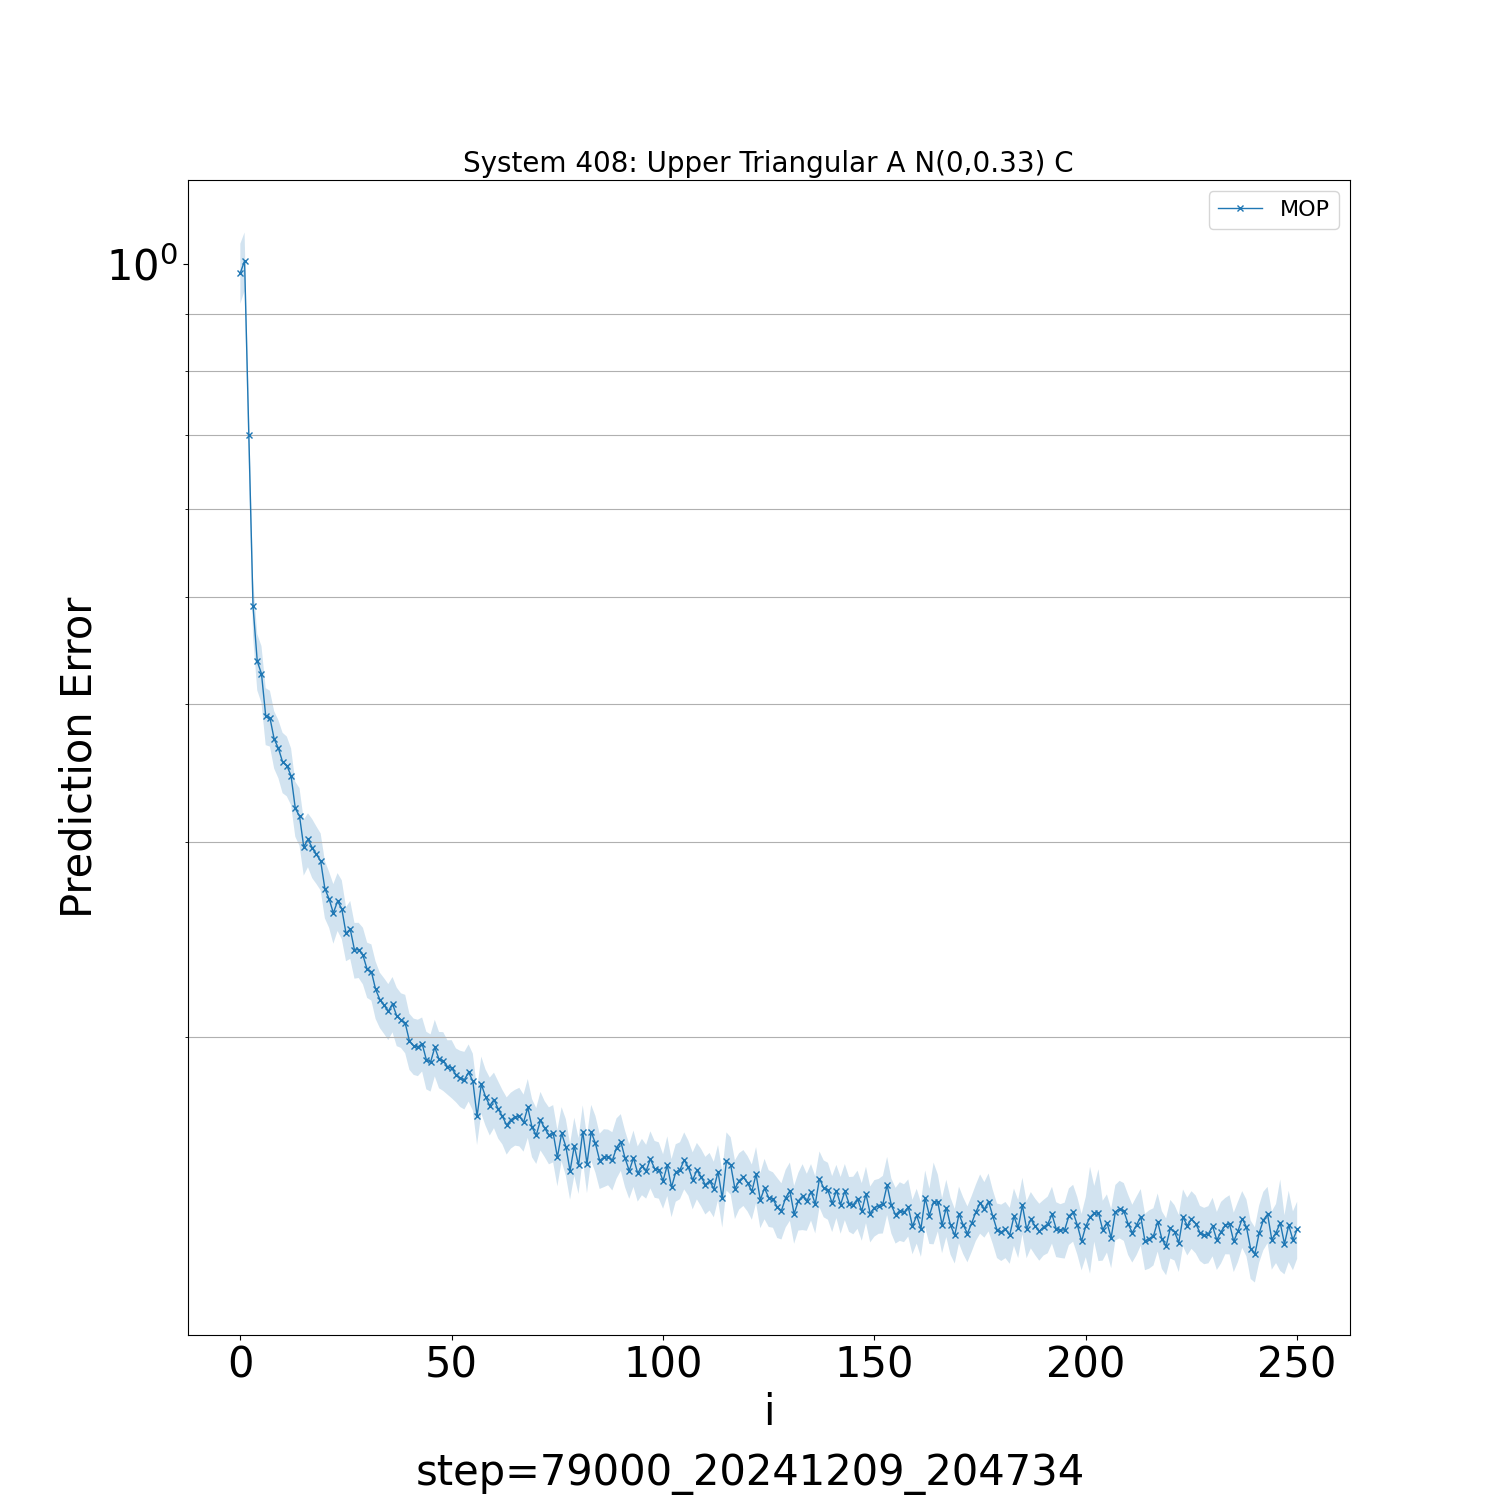 System 408: Upper Triangular A N(0,0.33) C
MOP
10⁰
Prediction Error
0 50 100 150 200 250
i
step=79000_20241209_204734